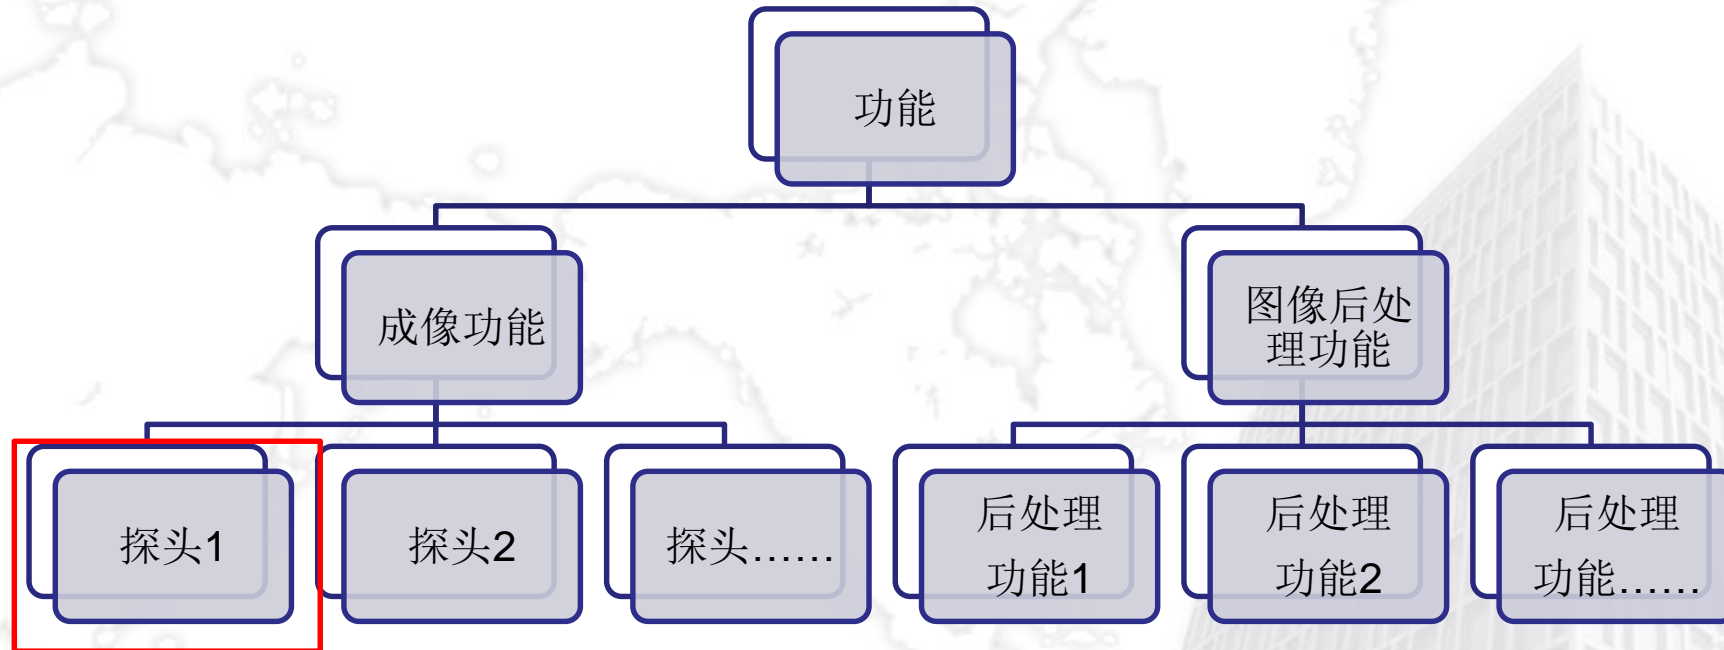 功能
成像功能
图像后处
理功能
探头1
探头2
探头……
后处理
功能1
后处理
功能2
后处理
功能……